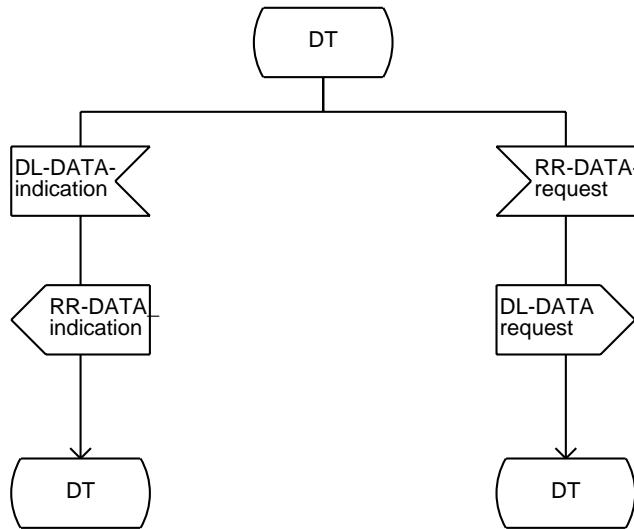 DT
DL-DATA-
indication
RR-DATA-
request
RR-DATA_
indication
DL-DATA
request
DT
DT